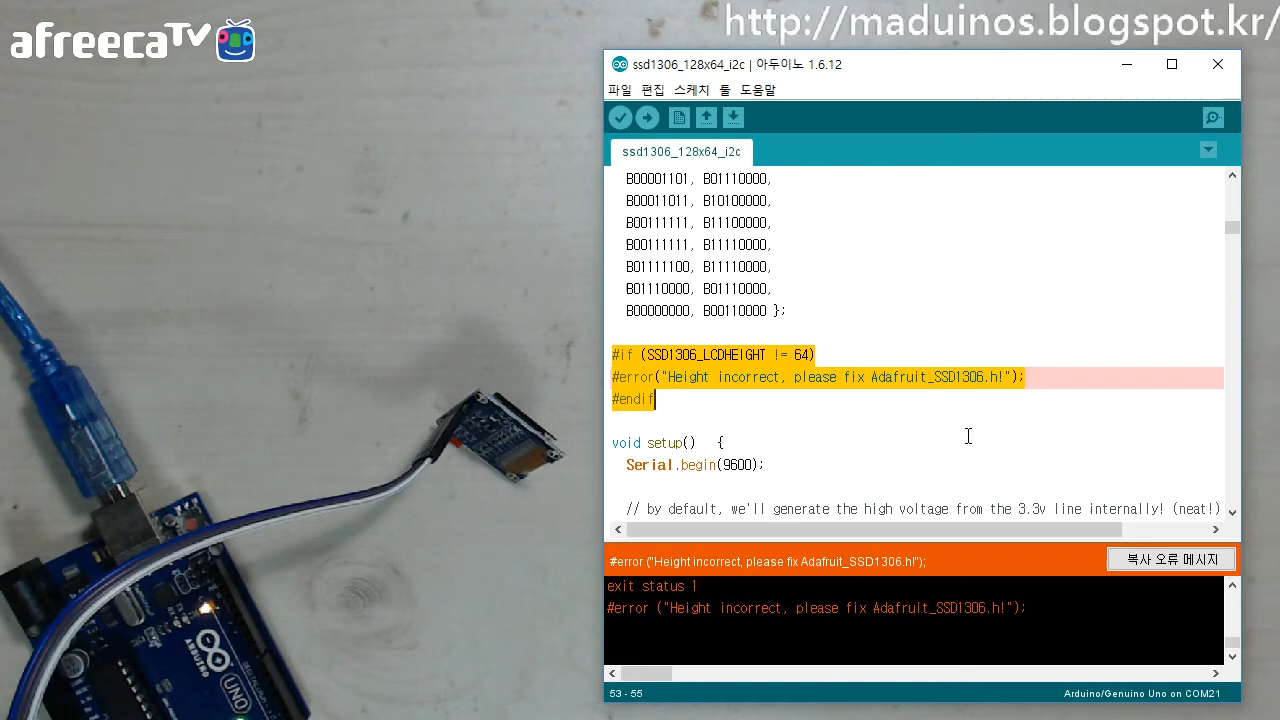 afreecaTV
http://maduinos.blogspot.kr/
ssd1306_128x64_i2c | 아두이노 1.6.12
파일 편집 스케치 툴 도움말
ssd1306_128x64_i2c
B00001101, B01110000,
B00011011, B10100000,
B00111111, B11100000,
B00111111, B11110000,
B01111100, B11110000,
B01110000, B01110000,
B00000000, B00110000 };
#if (SSD1306_LCDHEIGHT != 64)
#error("Height incorrect, please fix Adafruit_SSD1306.h!");
#endif
void setup()   {
Serial.begin(9600);
// by default, we'll generate the high voltage from the 3.3v line internally! (neat!)
#error ("Height incorrect, please fix Adafruit_SSD1306.h!");
복사 오류 메시지
exit status 1
#error ("Height incorrect, please fix Adafruit_SSD1306.h!");
53 - 55
Arduino/Genuino Uno on COM21
ARDUINO
UNO